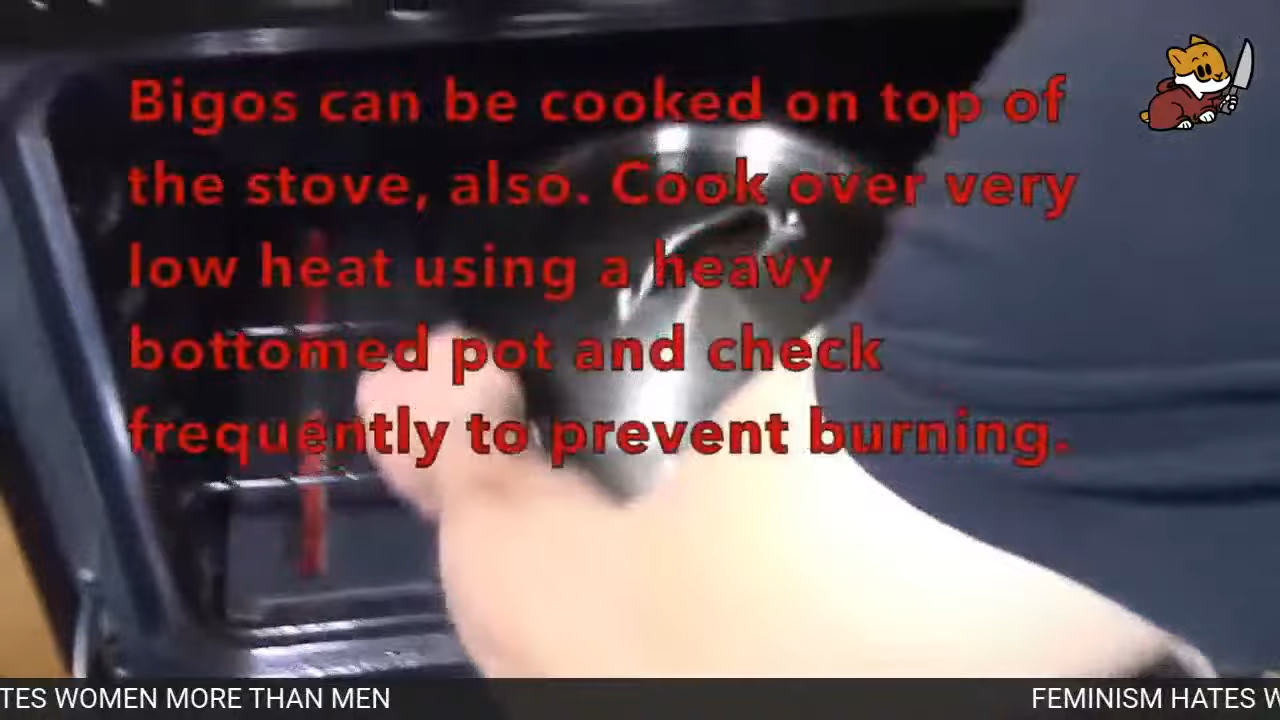 Bigos can be cooked on top of
the stove, also. Cook over very
low heat using a heavy
bottomed pot and check
frequently to prevent burning.
TES WOMEN MORE THAN MEN
FEMINISM HATES W